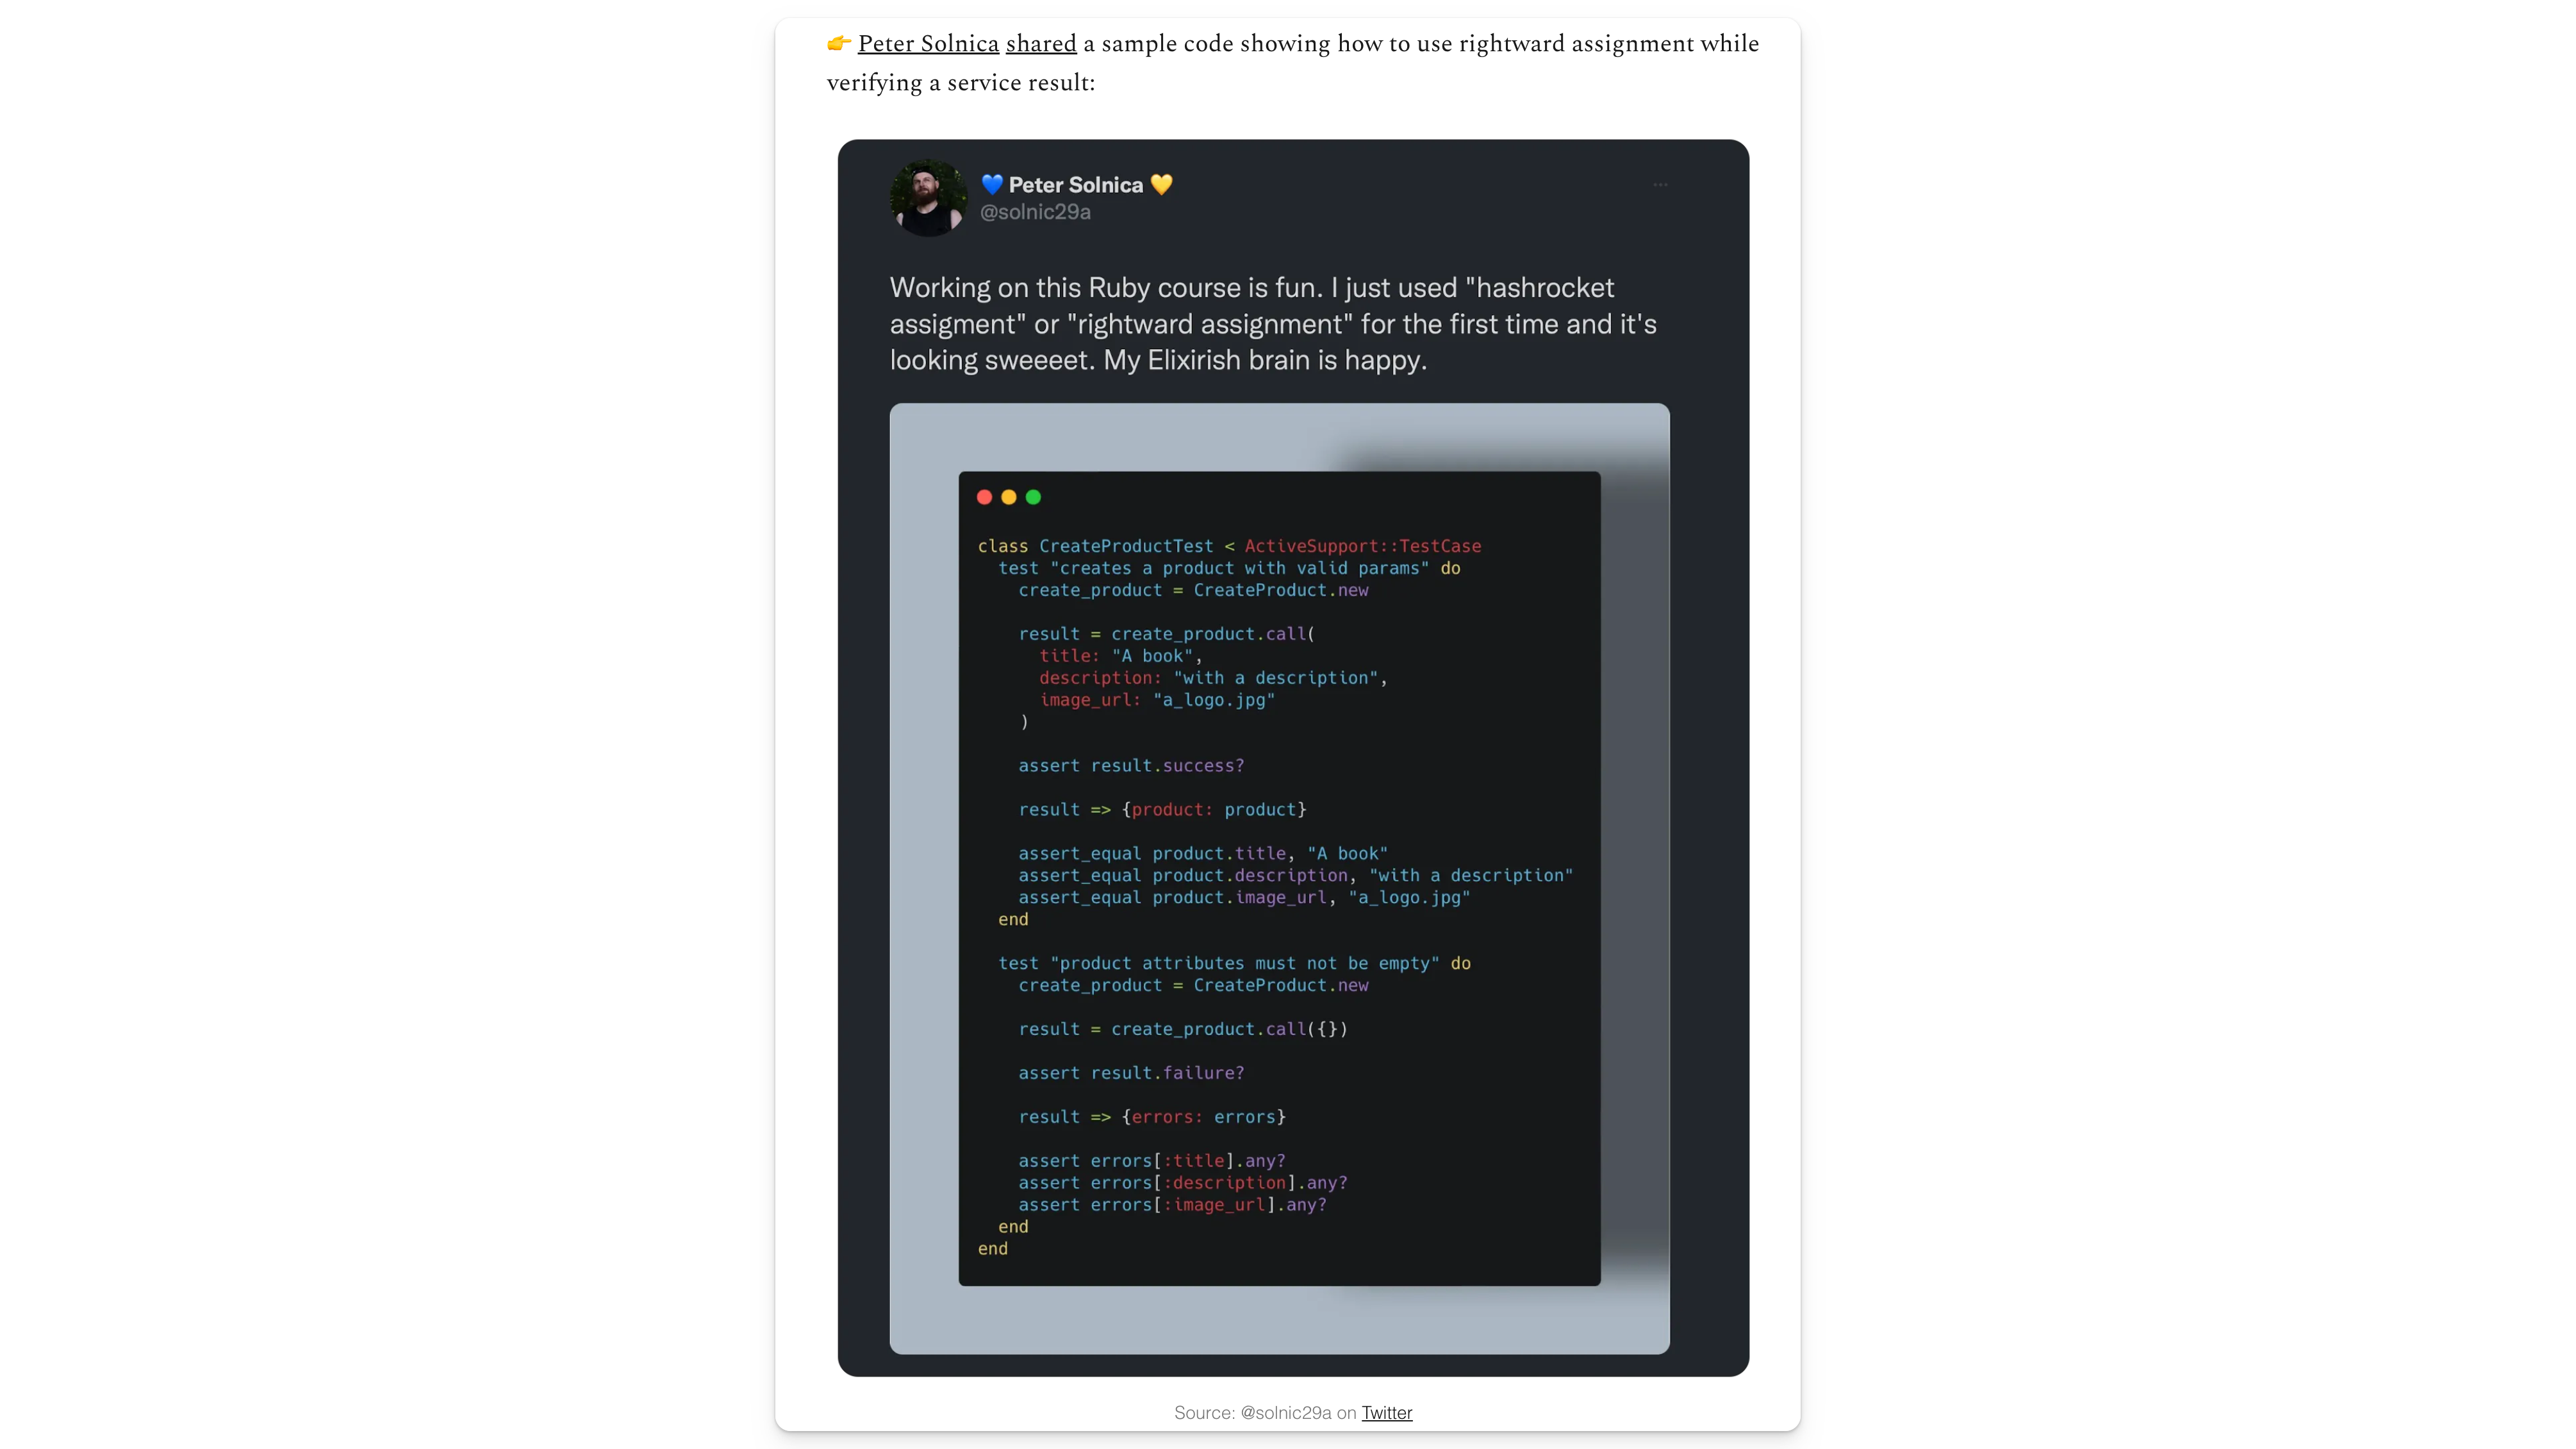 👉 Peter Solnica shared a sample code showing how to use rightward assignment while
verifying a service result:
💙 Peter Solnica 💛
@solnic29a
Working on this Ruby course is fun. I just used "hashrocket
assigment" or "rightward assignment" for the first time and it's
looking sweeeet. My Elixirish brain is happy.
class CreateProductTest < ActiveSupport::TestCase
  test "creates a product with valid params" do
    create_product = CreateProduct.new
    result = create_product.call(
      title: "A book",
      description: "with a description",
      image_url: "a_logo.jpg"
    )
    assert result.success?
    result => {product: product}
    assert_equal product.title, "A book"
    assert_equal product.description, "with a description"
    assert_equal product.image_url, "a_logo.jpg"
  end
  test "product attributes must not be empty" do
    create_product = CreateProduct.new
    result = create_product.call({})
    assert result.failure?
    result => {errors: errors}
    assert errors[:title].any?
    assert errors[:description].any?
    assert errors[:image_url].any?
  end
end
Source: @solnic29a on Twitter